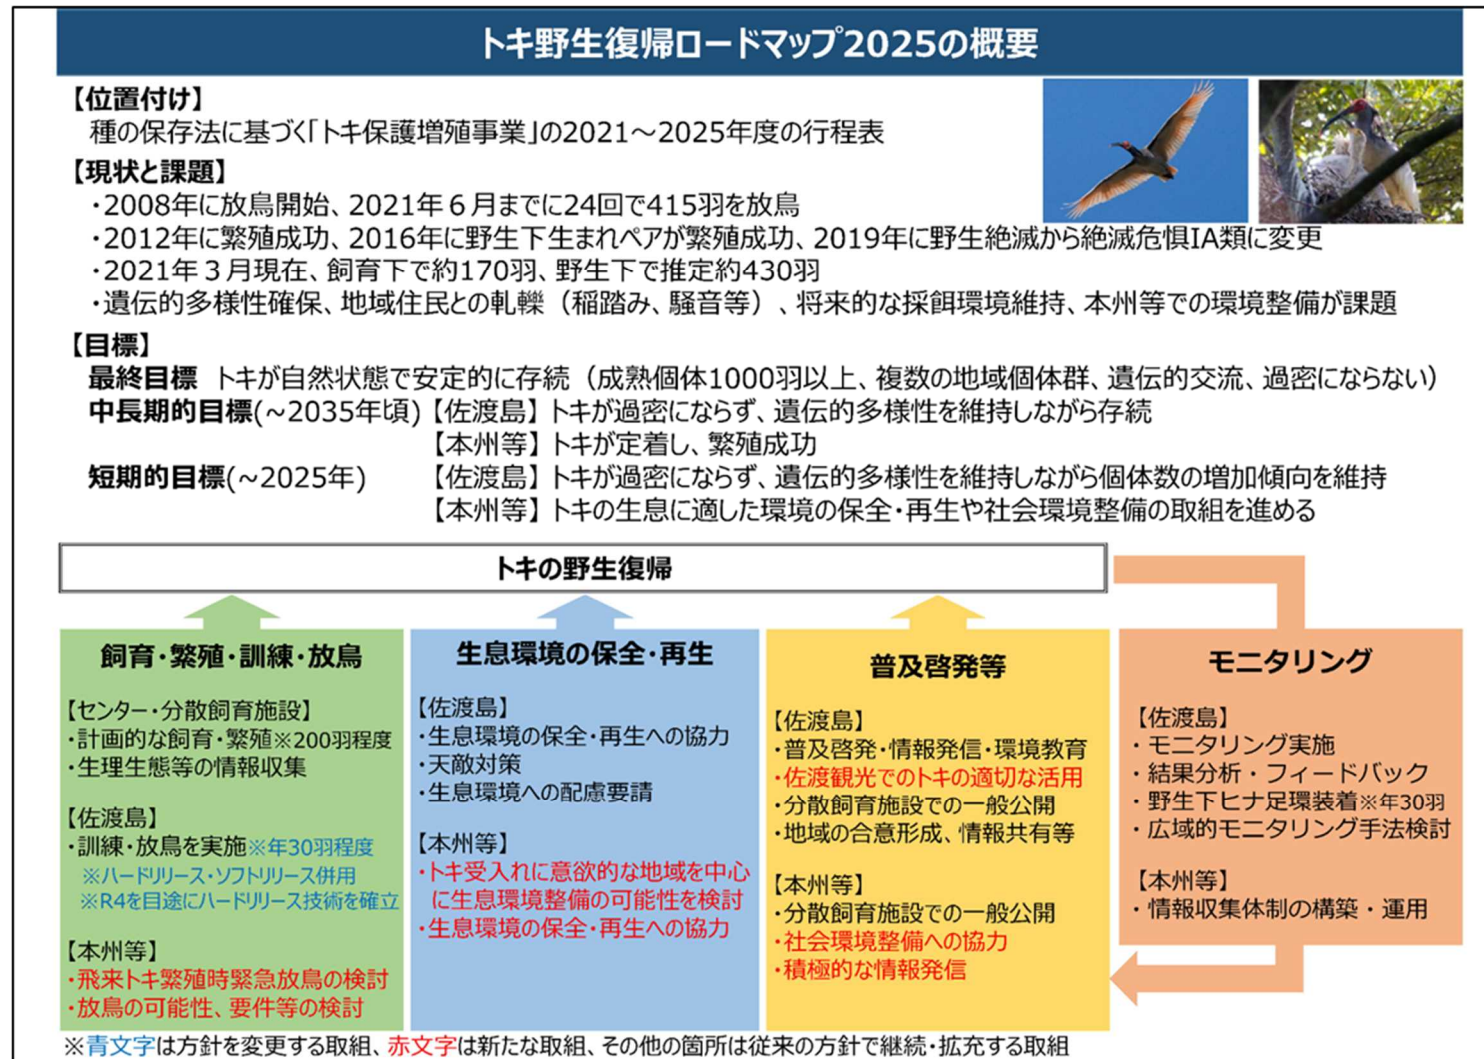 トキ野生復帰ロードマップ2025の概要
【位置付け】
種の保存法に基づく「トキ保護増殖事業」の2021～2025年度の行程表
【現状と課題】
・2008年に放鳥開始、2021年６月までに24回で415羽を放鳥
・2012年に繁殖成功、2016年に野生下生まれペアが繁殖成功、2019年に野生絶滅から絶滅危惧IA類に変更
・2021年３月現在、飼育下で約170羽、野生下で推定約430羽
・遺伝的多様性確保、地域住民との軋轢（稲踏み、騒音等）、将来的な採餌環境維持、本州等での環境整備が課題
【目標】
最終目標 トキが自然状態で安定的に存続（成熟個体1000羽以上、複数の地域個体群、遺伝的交流、過密にならない）
中長期的目標(~2035年頃)【佐渡島】トキが過密にならず、遺伝的多様性を維持しながら存続
【本州等】トキが定着し、繁殖成功
短期的目標(~2025年) 【佐渡島】トキが過密にならず、遺伝的多様性を維持しながら個体数の増加傾向を維持
【本州等】トキの生息に適した環境の保全・再生や社会環境整備の取組を進める
トキの野生復帰
飼育・繁殖・訓練・放鳥
【センター・分散飼育施設】
・計画的な飼育・繁殖※200羽程度
・生理生態等の情報収集
【佐渡島】
・訓練・放鳥を実施※年30羽程度
※ハードリリース・ソフトリリース併用
※R4を目途にハードリリース技術を確立
【本州等】
・飛来トキ繁殖時緊急放鳥の検討
・放鳥の可能性、要件等の検討
生息環境の保全・再生
【佐渡島】
・生息環境の保全・再生への協力
・天敵対策
・生息環境への配慮要請
【本州等】
・トキ受入れに意欲的な地域を中心
に生息環境整備の可能性を検討
・生息環境の保全・再生への協力
普及啓発等
【佐渡島】
・普及啓発・情報発信・環境教育
・佐渡観光でのトキの適切な活用
・分散飼育施設での一般公開
・地域の合意形成、情報共有等
【本州等】
・分散飼育施設での一般公開
・社会環境整備への協力
・積極的な情報発信
モニタリング
【佐渡島】
・モニタリング実施
・結果分析・フィードバック
・野生下ヒナ足環装着※年30羽
・広域的モニタリング手法検討
【本州等】
・情報収集体制の構築・運用
※青文字は方針を変更する取組、赤文字は新たな取組、その他の箇所は従来の方針で継続・拡充する取組